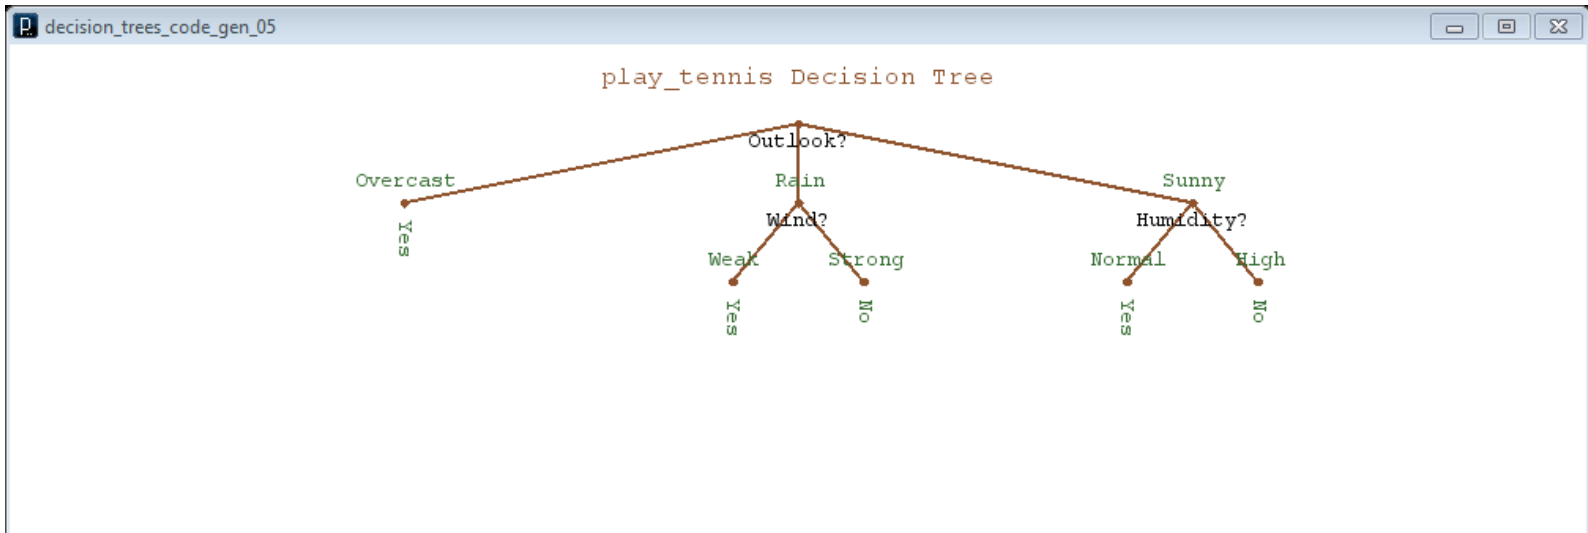 decision_trees_code_gen_05
play_tennis Decision Tree
Outlook?
Overcast Rain Sunny
Yes Wind? Humidity?
Weak Strong Normal High
Yes No Yes No